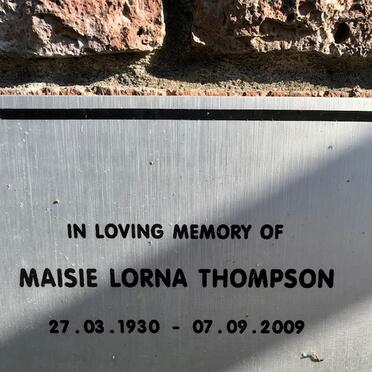 IN LOVING MEMORY OF
MAISIE LORNA THOMPSON
27.03.1930 - 07.09.2009